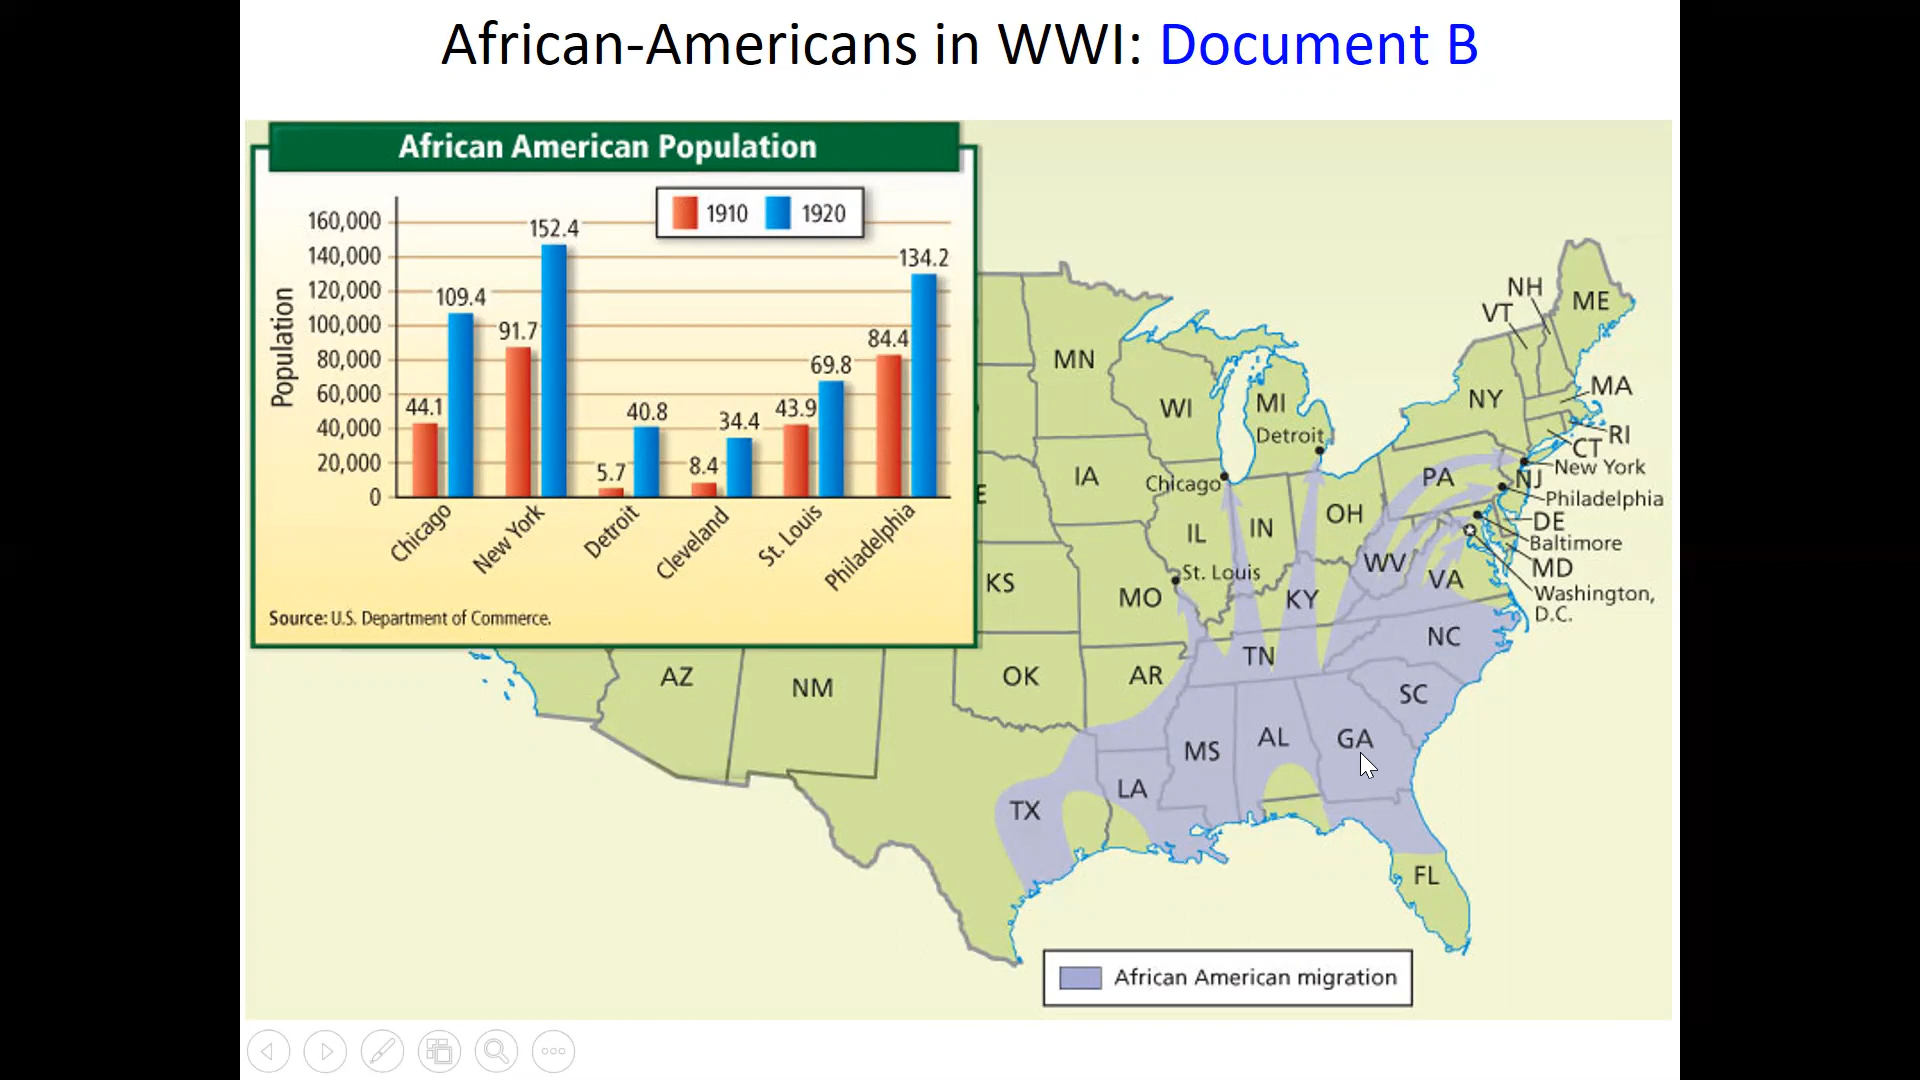 African-Americans in WWI: Document B
African American Population
1910 1920
Population
160,000
140,000
120,000
100,000
80,000
60,000
40,000
20,000
0
44.1
109.4
91.7
152.4
5.7
40.8
8.4
34.4
43.9
69.8
84.4
134.2
Chicago
New York
Detroit
Cleveland
St. Louis
Philadelphia
Source: U.S. Department of Commerce.
NH
ME
VT
MN
MA
WI
MI
NY
RI
Detroit
CT
New York
IA
PA
NJ
Chicago
Philadelphia
E
OH
DE
IL
IN
Baltimore
WV
MD
St. Louis
KS
VA
Washington,
D.C.
MO
KY
NC
TN
AZ
NM
OK
AR
SC
MS
AL
GA
LA
TX
FL
African American migration